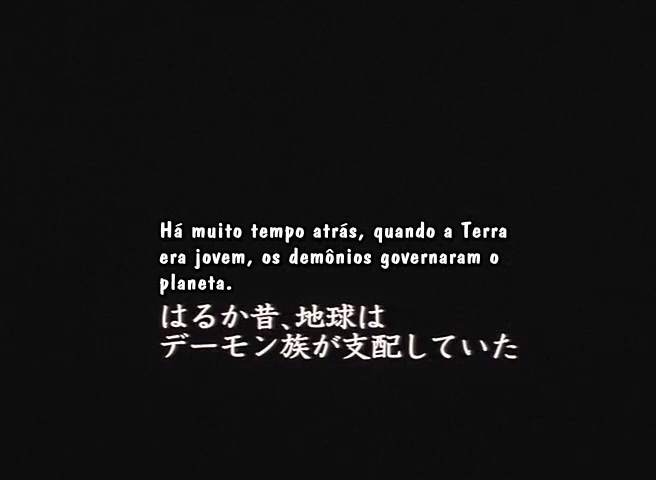 Há muito tempo atrás, quando a Terra
era jovem, os demônios governaram o
planeta.
はるか昔、地球は
デーモン族が支配していた